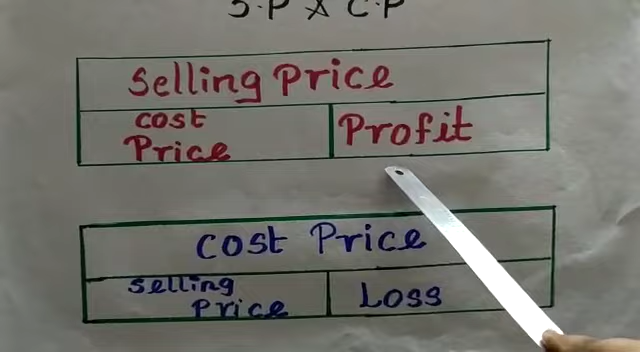 S.P X C.P
Selling Price
Cost
Price
Profit
Cost Price
Selling
Price
Loss